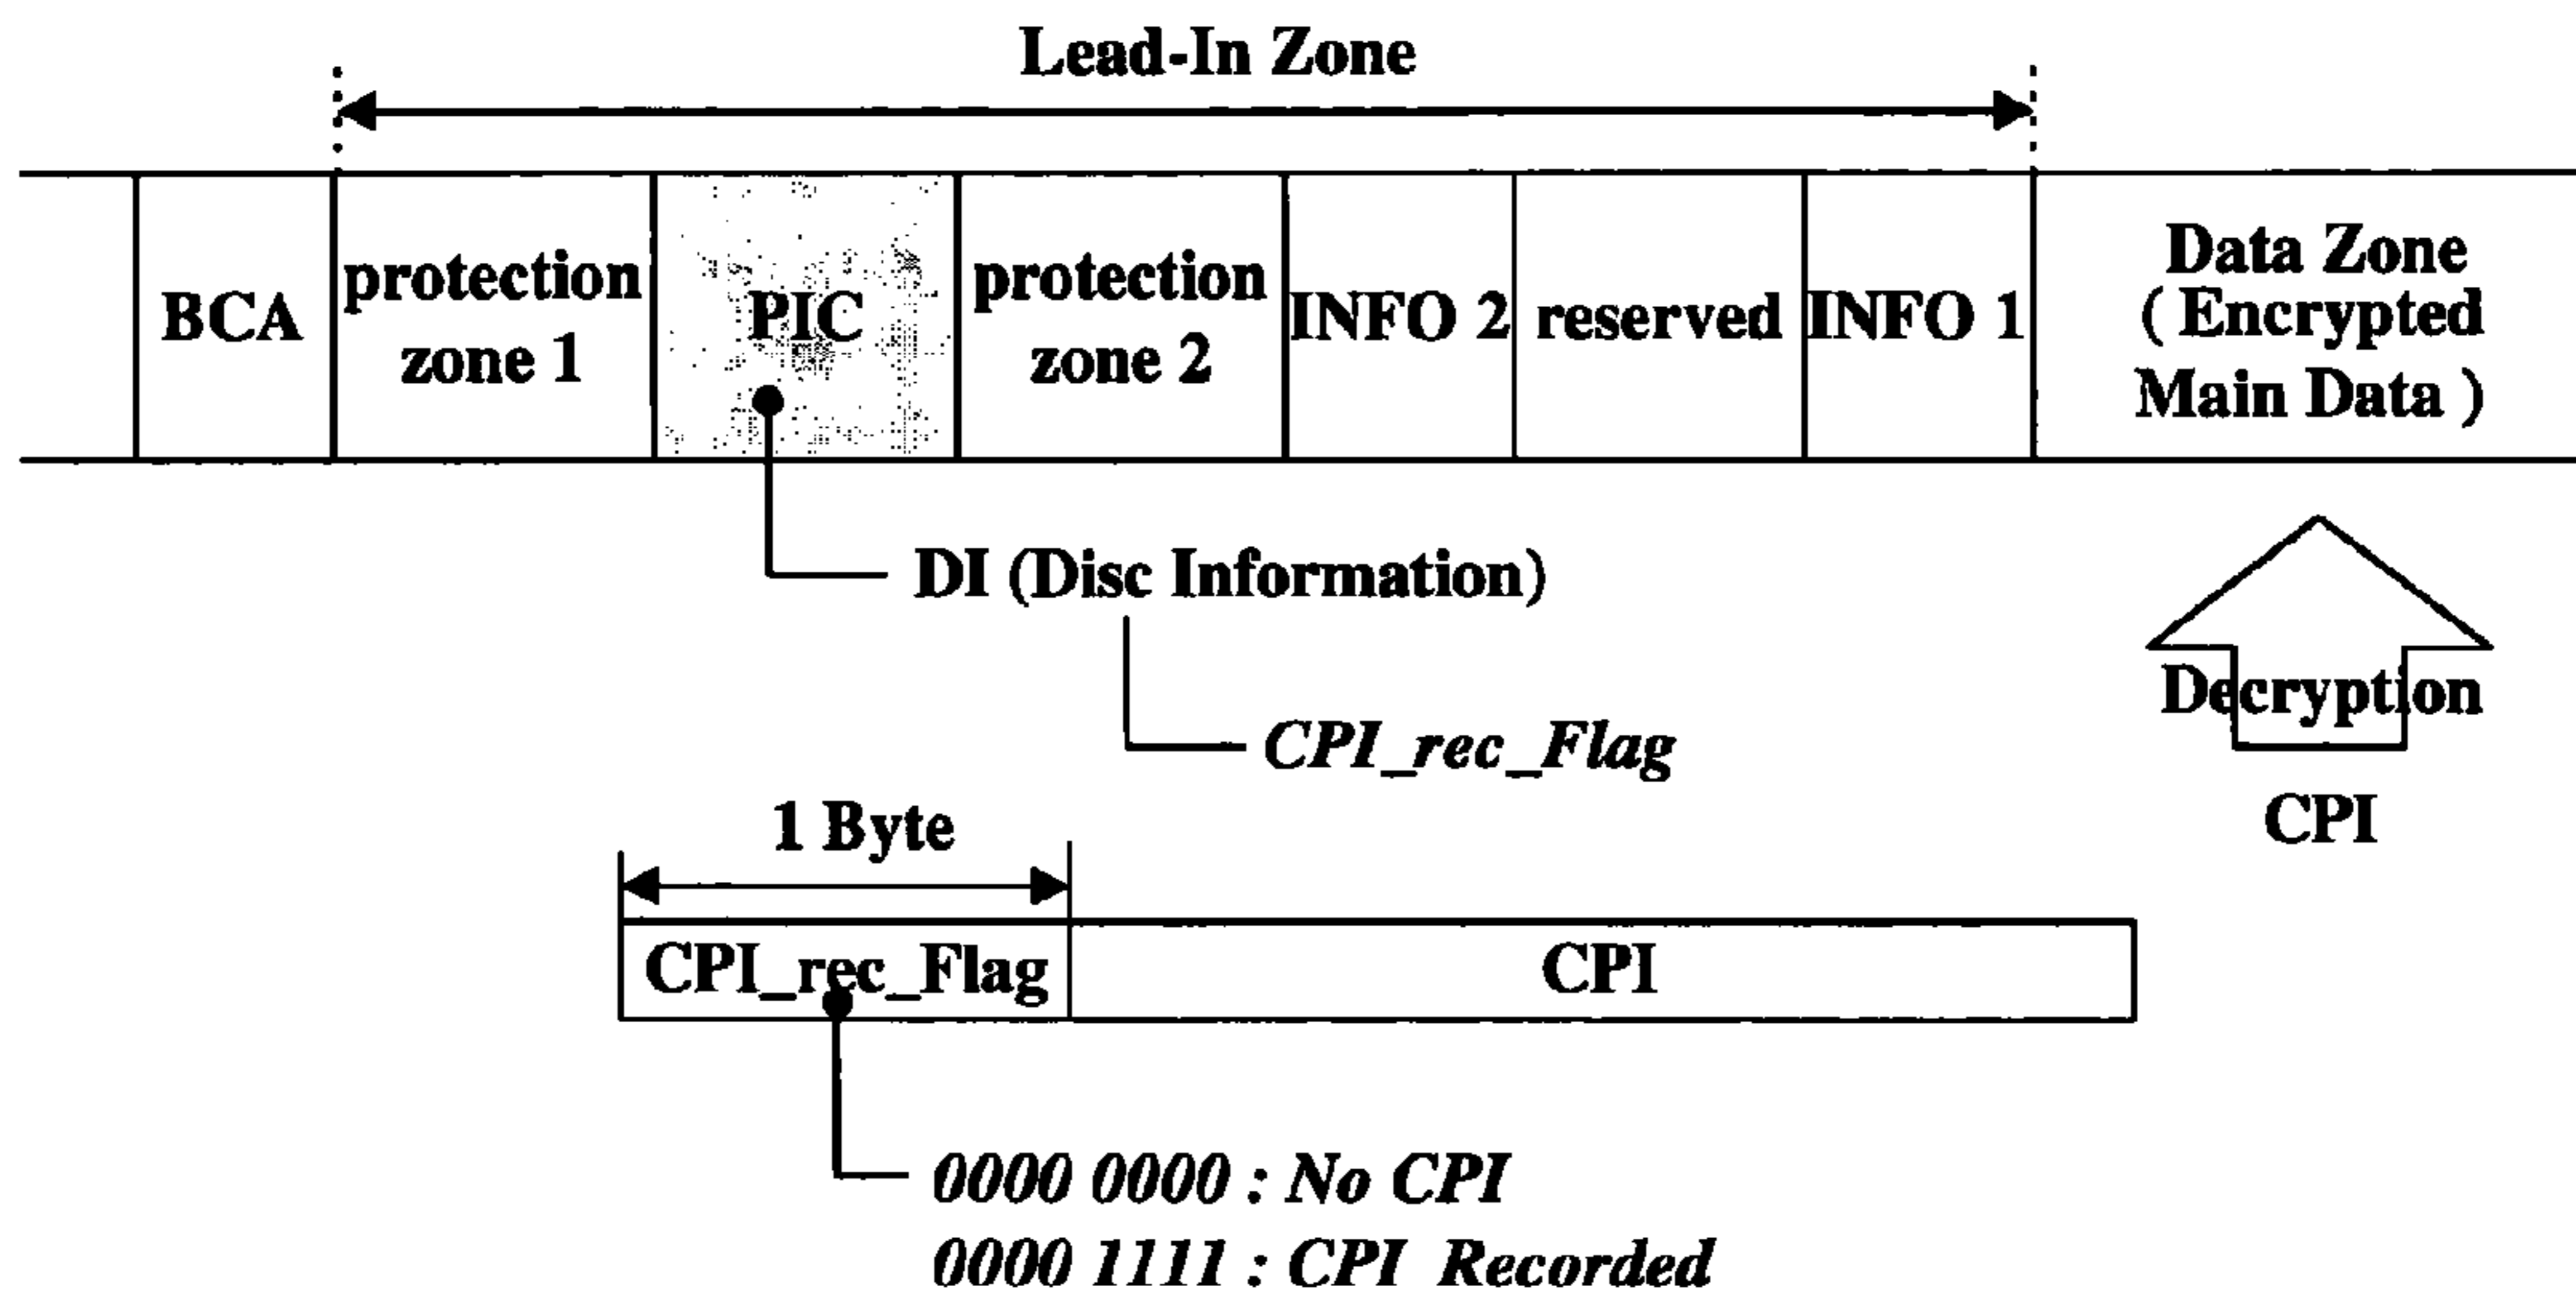 Lead-In Zone
BCA
protection
zone 1
PIC
protection
zone 2
INFO 2
reserved
INFO 1
Data Zone
( Encrypted
Main Data )
DI (Disc Information)
CPI_rec_Flag
Decryption
CPI
1 Byte
CPI_rec_Flag
CPI
0000 0000 : No CPI
0000 1111 : CPI Recorded